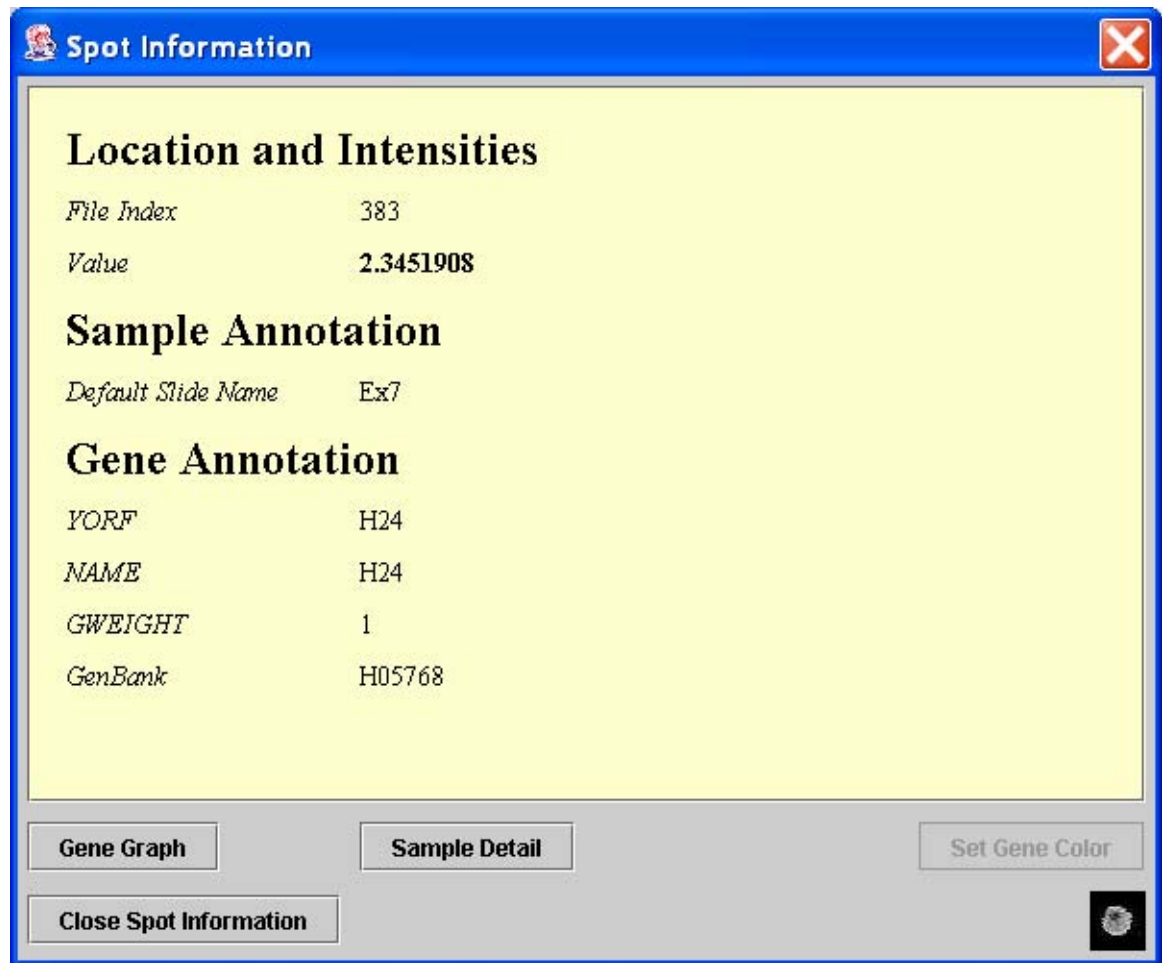 Spot Information
Location and Intensities
File Index 383
Value 2.3451908
Sample Annotation
Default Slide Name Ex7
Gene Annotation
YORF H24
NAME H24
GWEIGHT 1
GenBank H05768
Gene Graph Sample Detail Set Gene Color
Close Spot Information